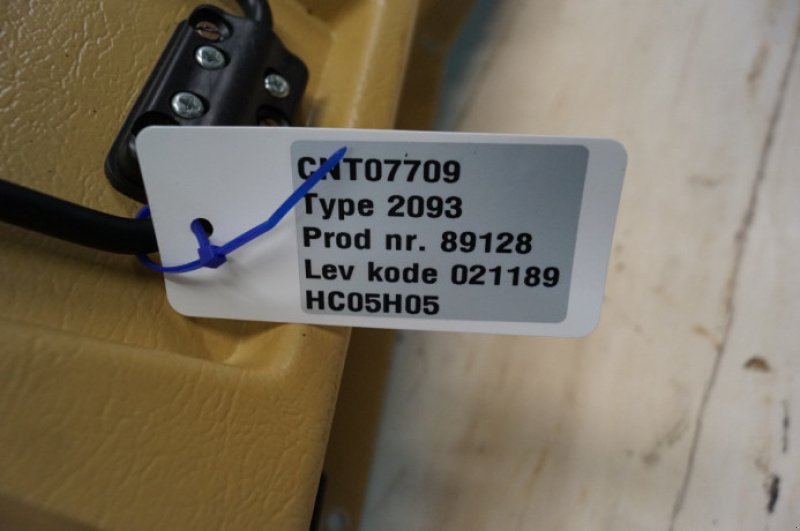 CNT07709
Type 2093
Prod nr. 89128
Lev kode 021189
HC05H05